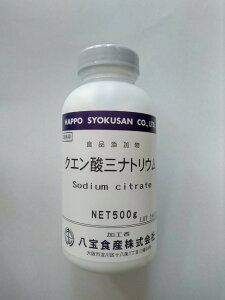 HAPPO SYOKUSAN CO.,LTD
食品添加物
クエン酸三ナトリウム
Sodium citrate
NET500g
加工者
八宝食産株式会社